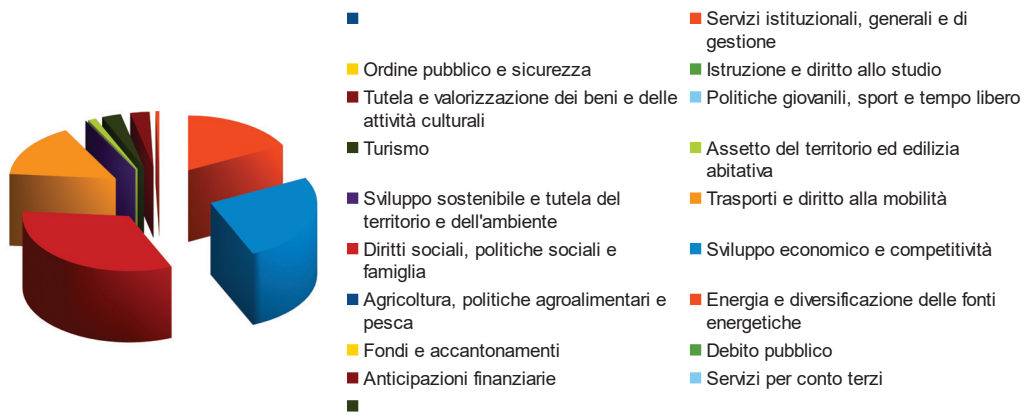 Servizi istituzionali, generali e di
gestione
Ordine pubblico e sicurezza
Istruzione e diritto allo studio
Tutela e valorizzazione dei beni e delle
attività culturali
Politiche giovanili, sport e tempo libero
Turismo
Assetto del territorio ed edilizia
abitativa
Sviluppo sostenibile e tutela del
territorio e dell'ambiente
Trasporti e diritto alla mobilità
Diritti sociali, politiche sociali e
famiglia
Sviluppo economico e competitività
Agricoltura, politiche agroalimentari e
pesca
Energia e diversificazione delle fonti
energetiche
Fondi e accantonamenti
Debito pubblico
Anticipazioni finanziarie
Servizi per conto terzi